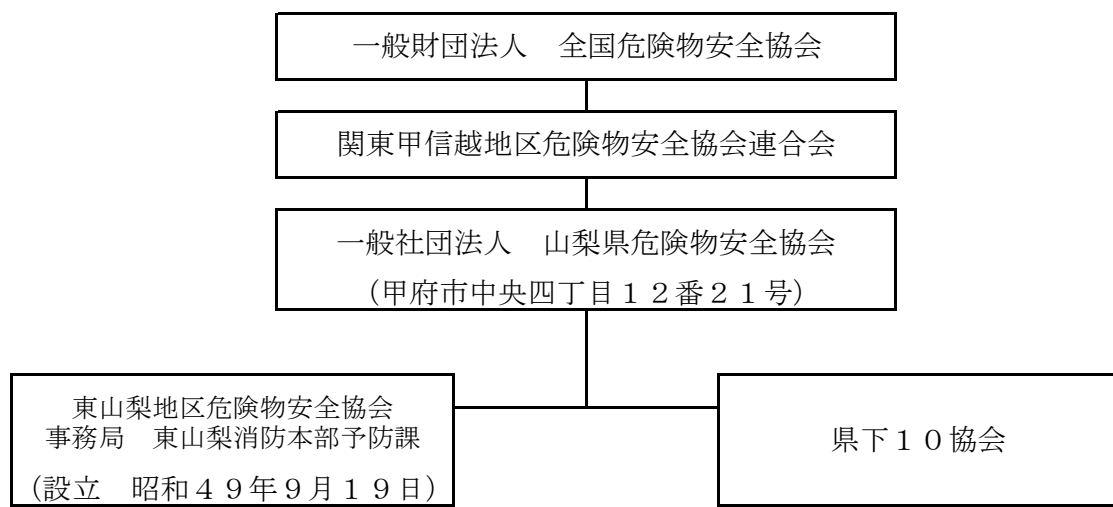 一般財団法人　全国危険物安全協会
関東甲信越地区危険物安全協会連合会
一般社団法人　山梨県危険物安全協会
（甲府市中央四丁目１２番２１号）
東山梨地区危険物安全協会
事務局　東山梨消防本部予防課
（設立　昭和４９年９月１９日）
県下１０協会